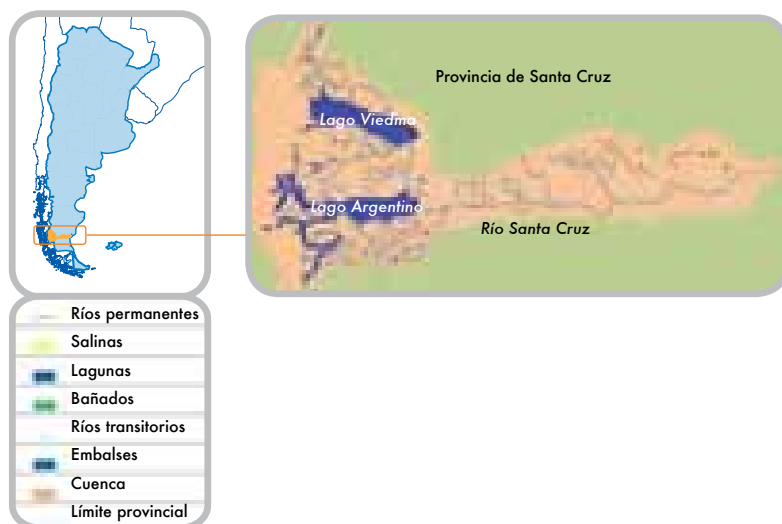 Provincia de Santa Cruz
Lago Viedma
Lago Argentino
Río Santa Cruz
Ríos permanentes
Salinas
Lagunas
Bañados
Ríos transitorios
Embalses
Cuenca
Límite provincial